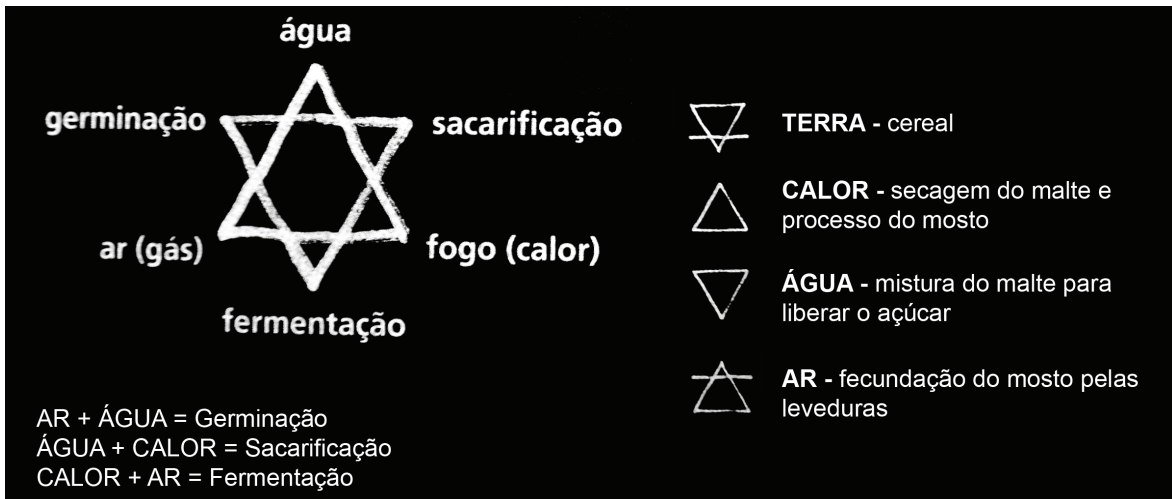 água
germinação
sacarificação
ar (gás)
fogo (calor)
fermentação
AR + ÁGUA = Germinação
ÁGUA + CALOR = Sacarificação
CALOR + AR = Fermentação
TERRA - cereal
CALOR - secagem do malte e
processo do mosto
ÁGUA - mistura do malte para
liberar o açúcar
AR - fecundação do mosto pelas
leveduras